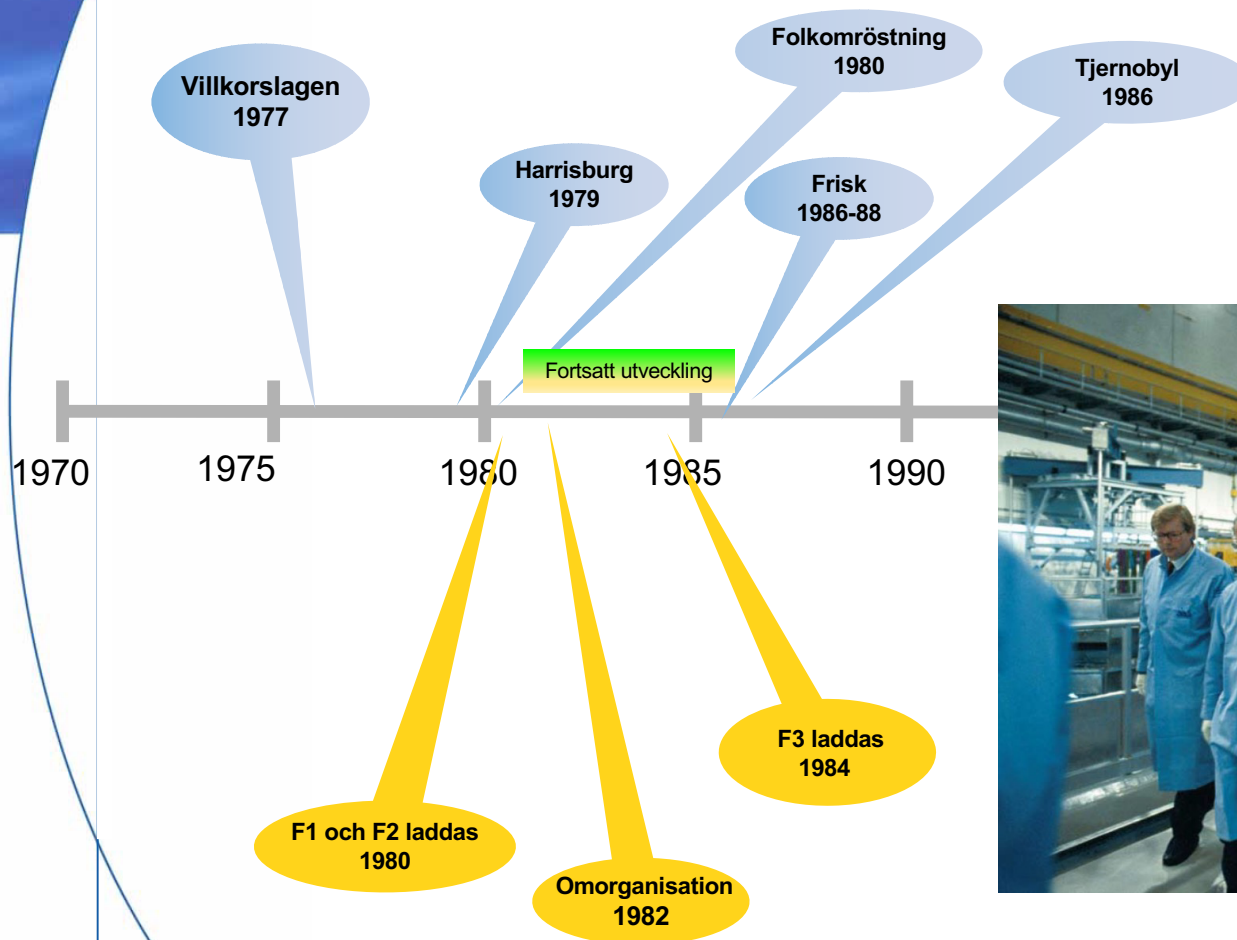 Folkomröstning
1980
Tjernobyl
1986
Villkorslagen
1977
Harrisburg
1979
Frisk
1986-88
Fortsatt utveckling
1970
1975
1980
1985
1990
F3 laddas
1984
F1 och F2 laddas
1980
Omorganisation
1982